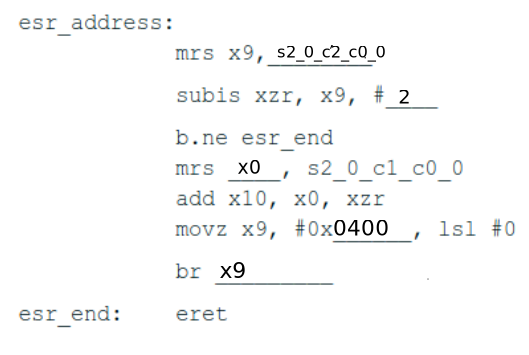 esr_address:
mrs x9, s2_0_c2_c0_0
subis xzr, x9, #2
b.ne esr_end
mrs x0, s2_0_c1_c0_0
add x10, x0, xzr
movz x9, #0x0400, lsl #0
br x9
esr_end: eret